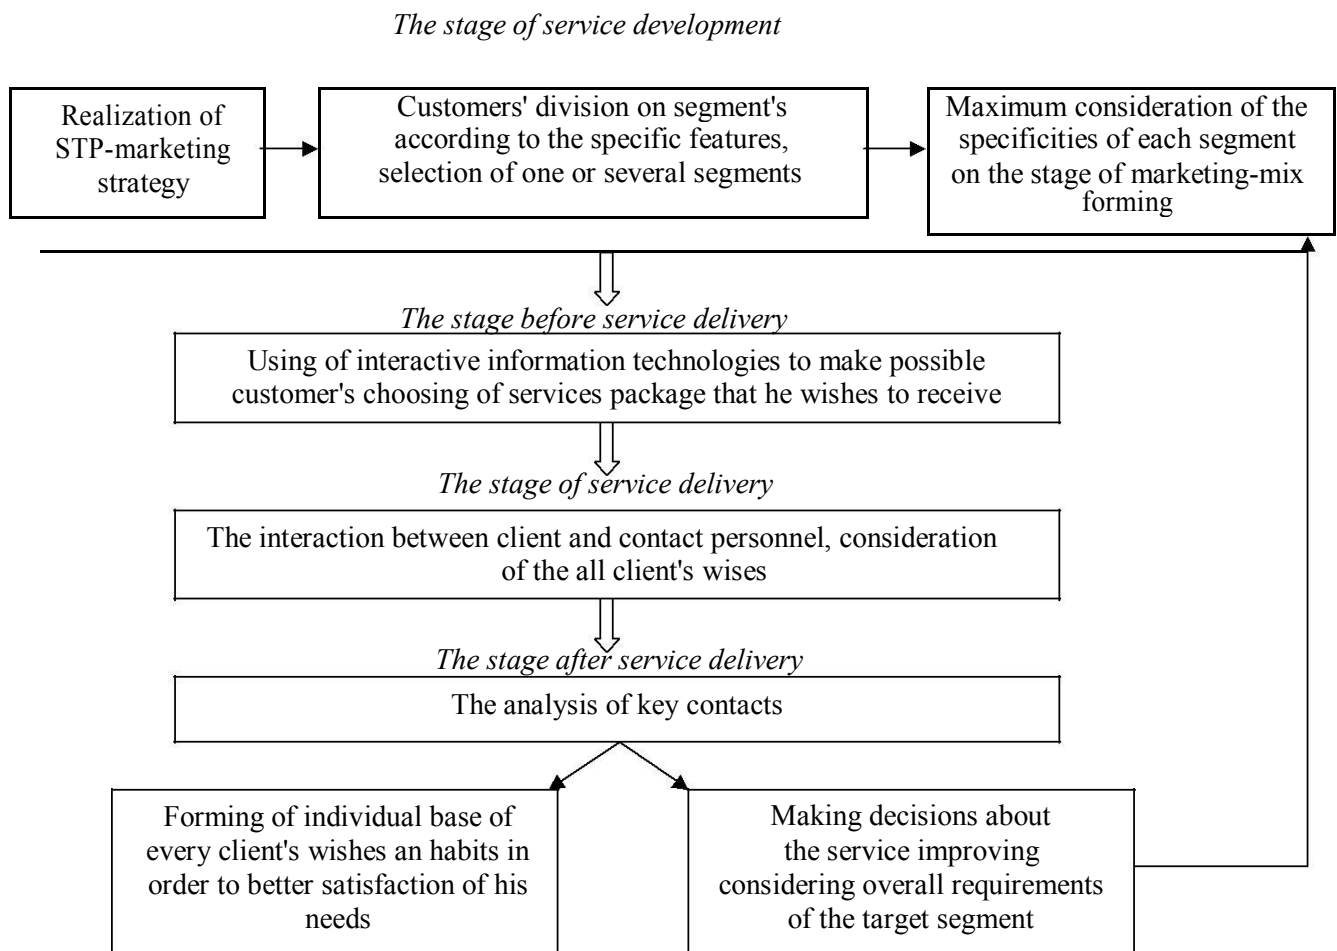 The stage of service development
Realization of
STP-marketing
strategy
Customers' division on segment's
according to the specific features,
selection of one or several segments
Maximum consideration of the
specificities of each segment
on the stage of marketing-mix
forming
The stage before service delivery
Using of interactive information technologies to make possible
customer's choosing of services package that he wishes to receive
The stage of service delivery
The interaction between client and contact personnel, consideration
of the all client's wises
The stage after service delivery
The analysis of key contacts
Forming of individual base of
every client's wishes an habits in
order to better satisfaction of his
needs
Making decisions about
the service improving
considering overall requirements
of the target segment